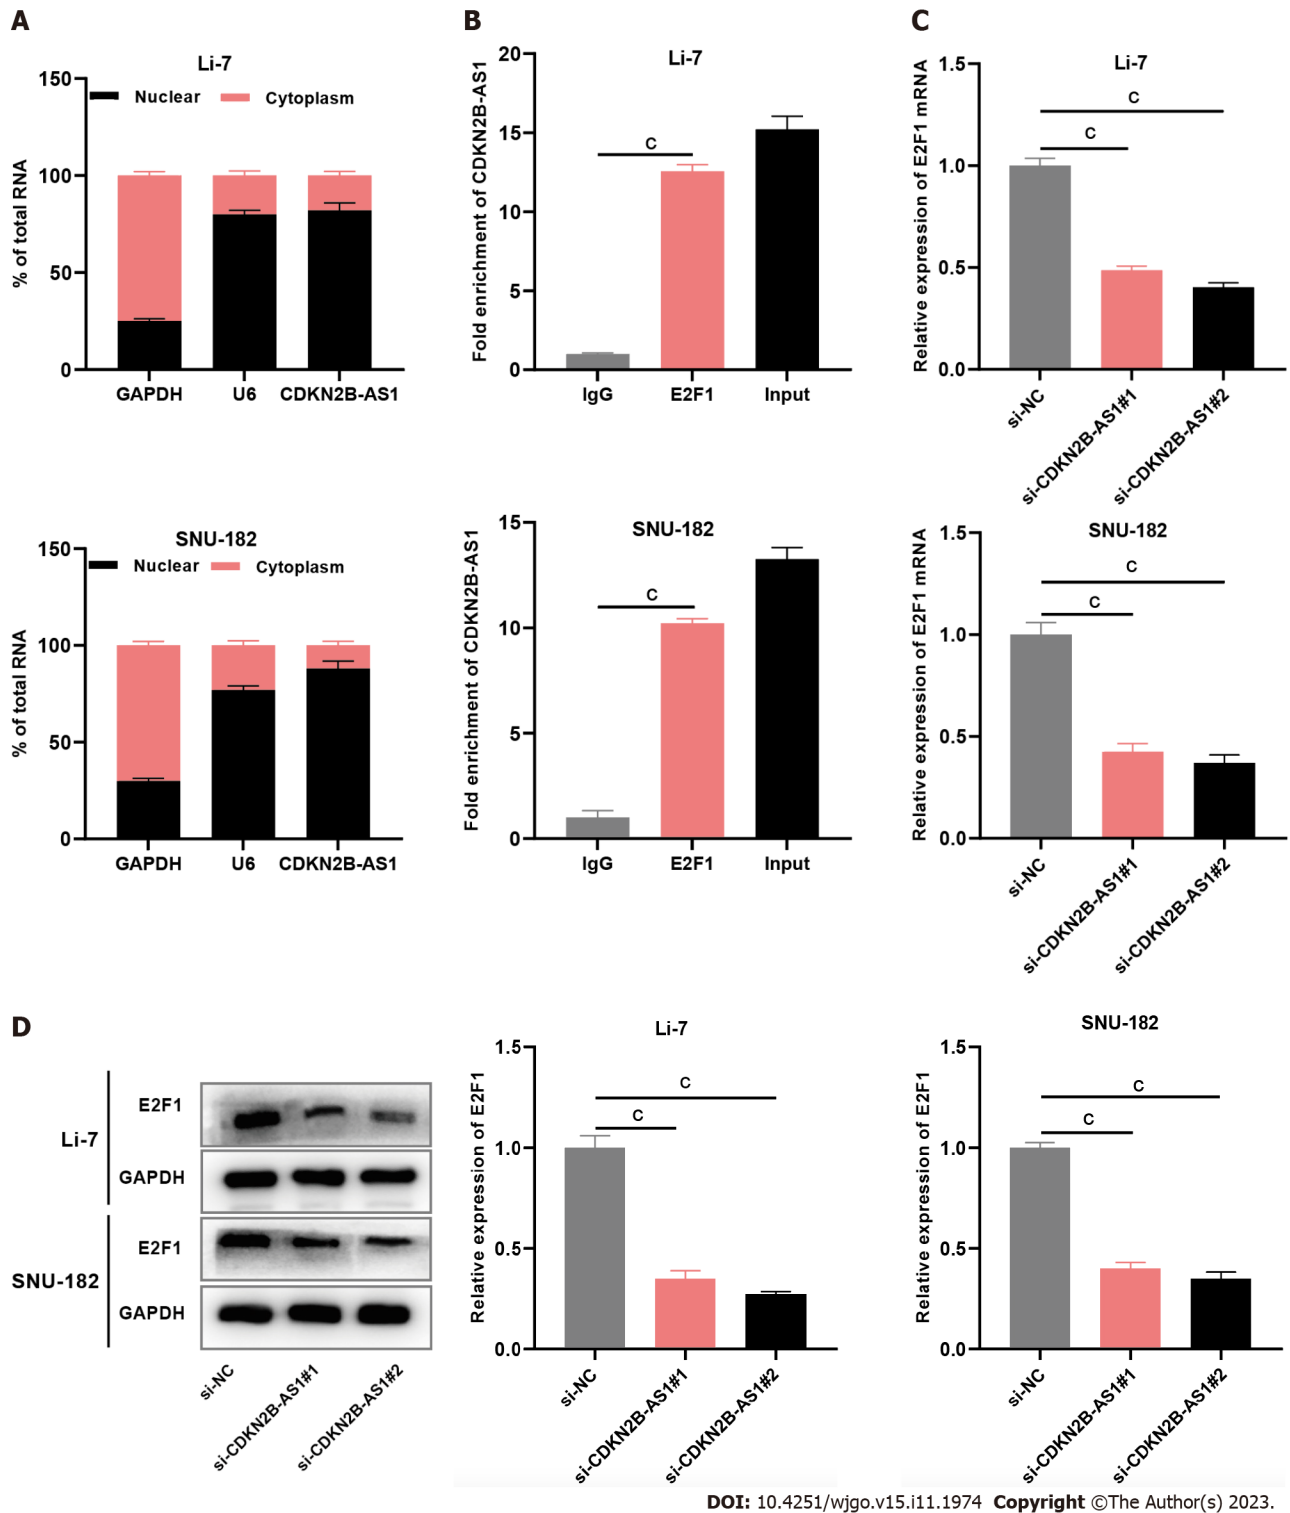 A
Li-7
Nuclear Cytoplasm
% of total RNA
150
100
50
0
GAPDH U6 CDKN2B-AS1
B
Li-7
Fold enrichment of CDKN2B-AS1
20
15
10
5
0
C
IgG E2F1 Input
C
Li-7
Relative expression of E2F1 mRNA
1.5
1.0
0.5
0.0
C
C
si-NC
si-CDKN2B-AS1#1
si-CDKN2B-AS1#2
SNU-182
Nuclear Cytoplasm
% of total RNA
150
100
50
0
GAPDH U6 CDKN2B-AS1
SNU-182
Fold enrichment of CDKN2B-AS1
15
10
5
0
C
IgG E2F1 Input
SNU-182
Relative expression of E2F1 mRNA
1.5
1.0
0.5
0.0
C
C
si-NC
si-CDKN2B-AS1#1
si-CDKN2B-AS1#2
D
Li-7
E2F1
GAPDH
SNU-182
E2F1
GAPDH
si-NC
si-CDKN2B-AS1#1
si-CDKN2B-AS1#2
Li-7
Relative expression of E2F1
1.5
1.0
0.5
0.0
C
C
si-NC
si-CDKN2B-AS1#1
si-CDKN2B-AS1#2
SNU-182
Relative expression of E2F1
1.5
1.0
0.5
0.0
C
C
si-NC
si-CDKN2B-AS1#1
si-CDKN2B-AS1#2
DOI: 10.4251/wjgo.v15.i11.1974 Copyright ©The Author(s) 2023.